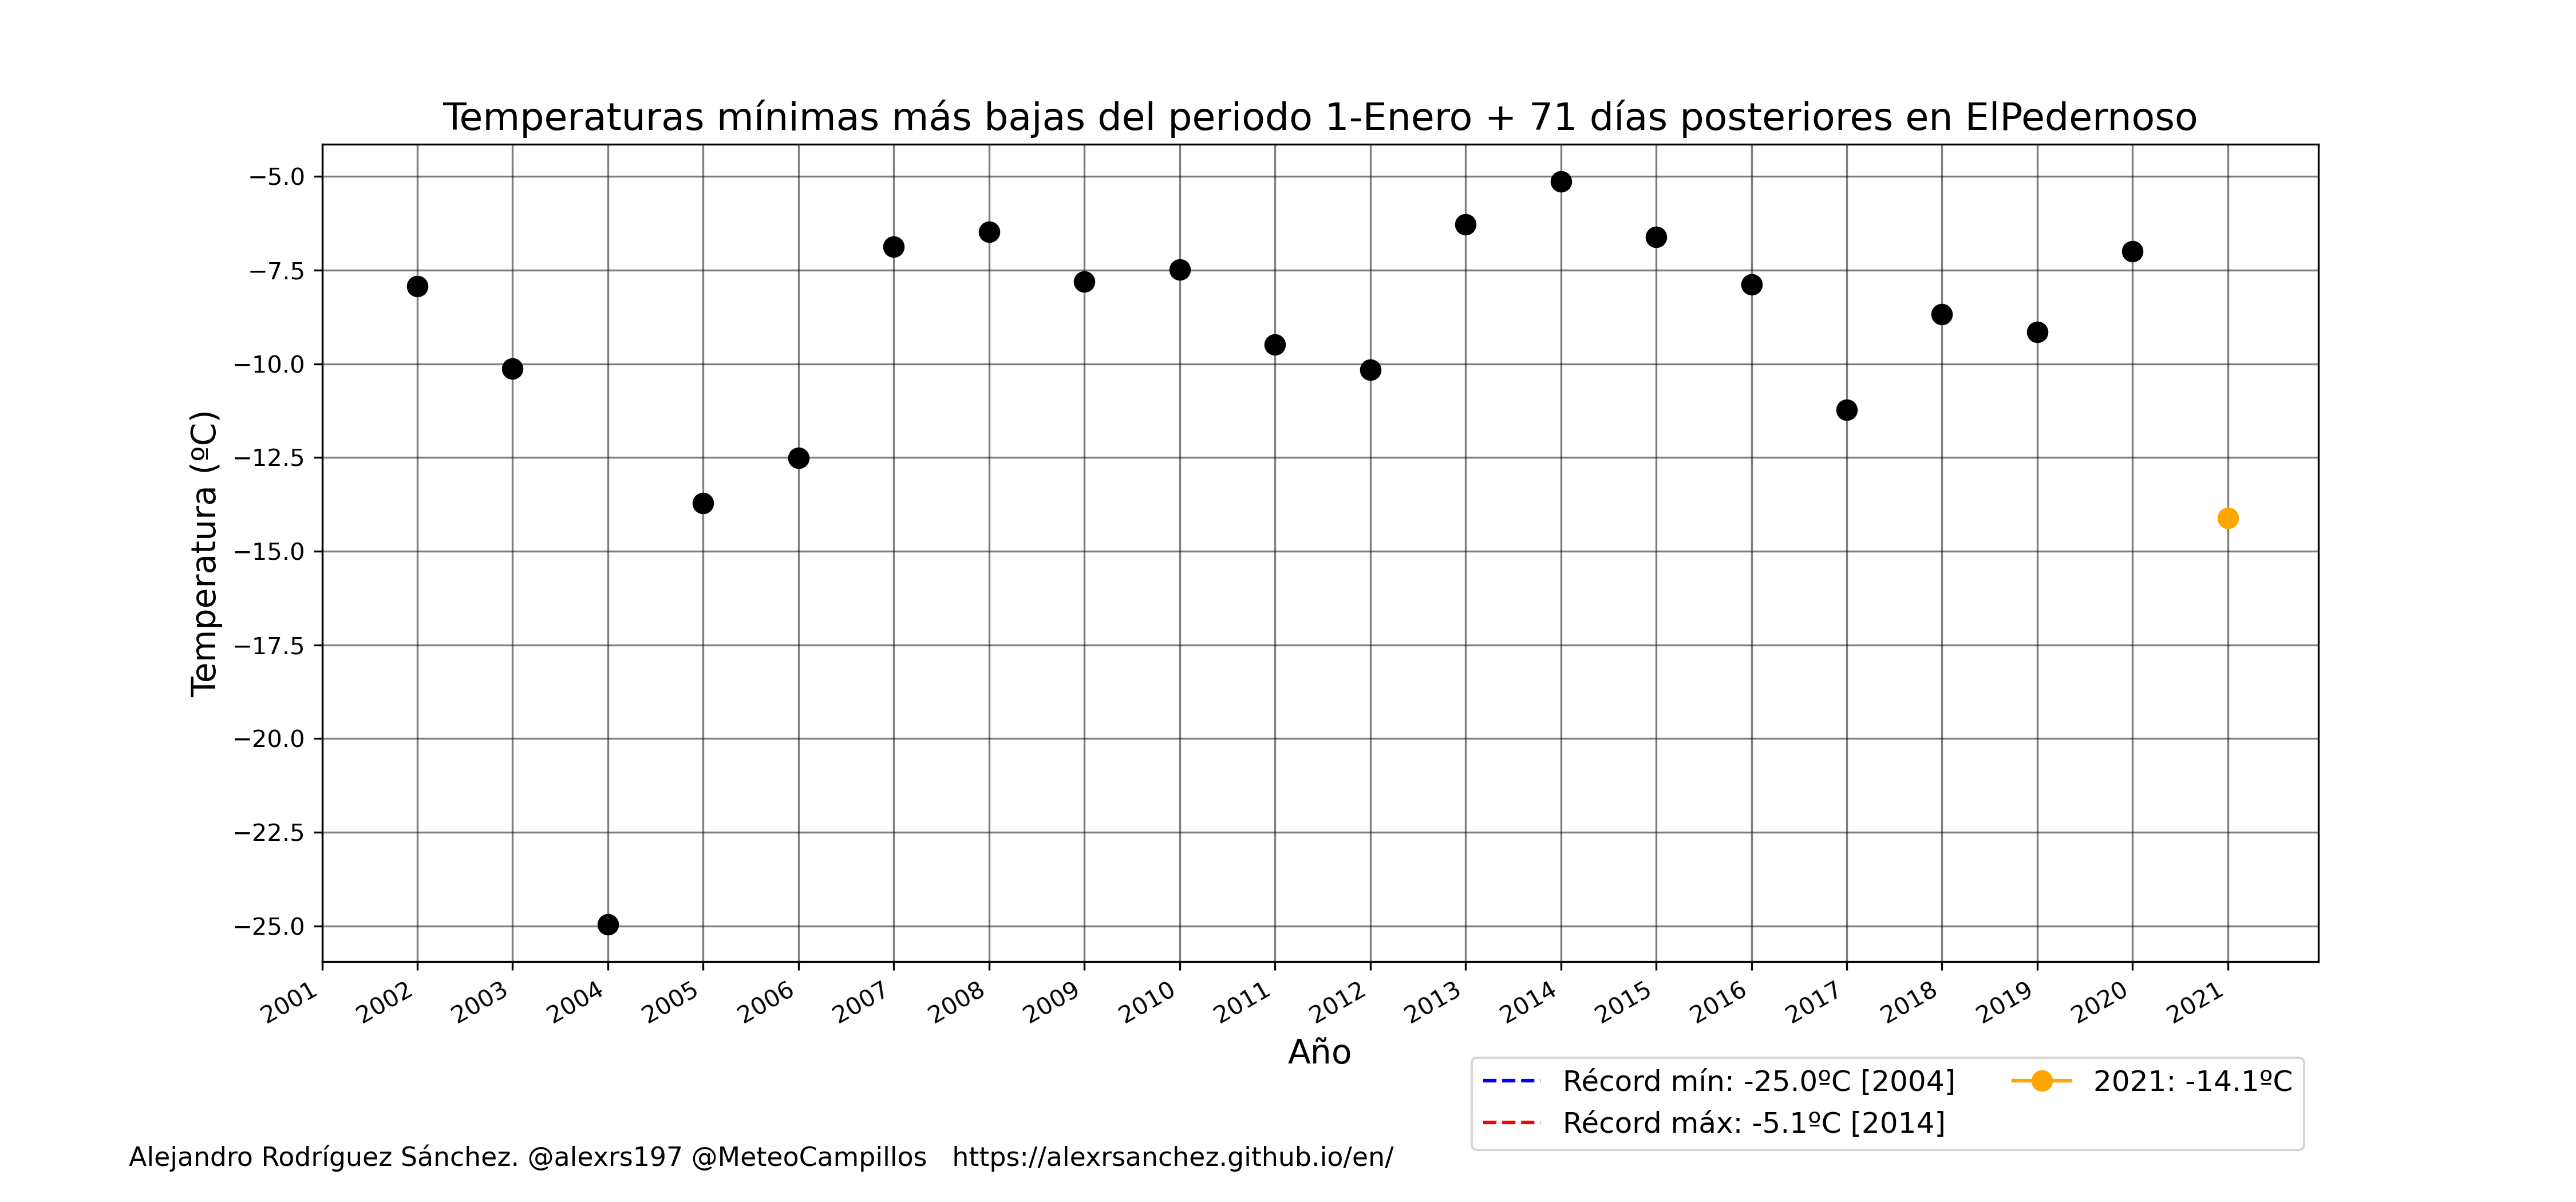 Temperaturas mínimas más bajas del periodo 1-Enero + 71 días posteriores en ElPedernoso
Temperatura (ºC)
−5.0
−7.5
−10.0
−12.5
−15.0
−17.5
−20.0
−22.5
−25.0
2001 2002 2003 2004 2005 2006 2007 2008 2009 2010 2011 2012 2013 2014 2015 2016 2017 2018 2019 2020 2021
Año
Récord mín: -25.0ºC [2004]
Récord máx: -5.1ºC [2014]
2021: -14.1ºC
Alejandro Rodríguez Sánchez. @alexrs197 @MeteoCampillos https://alexrsanchez.github.io/en/